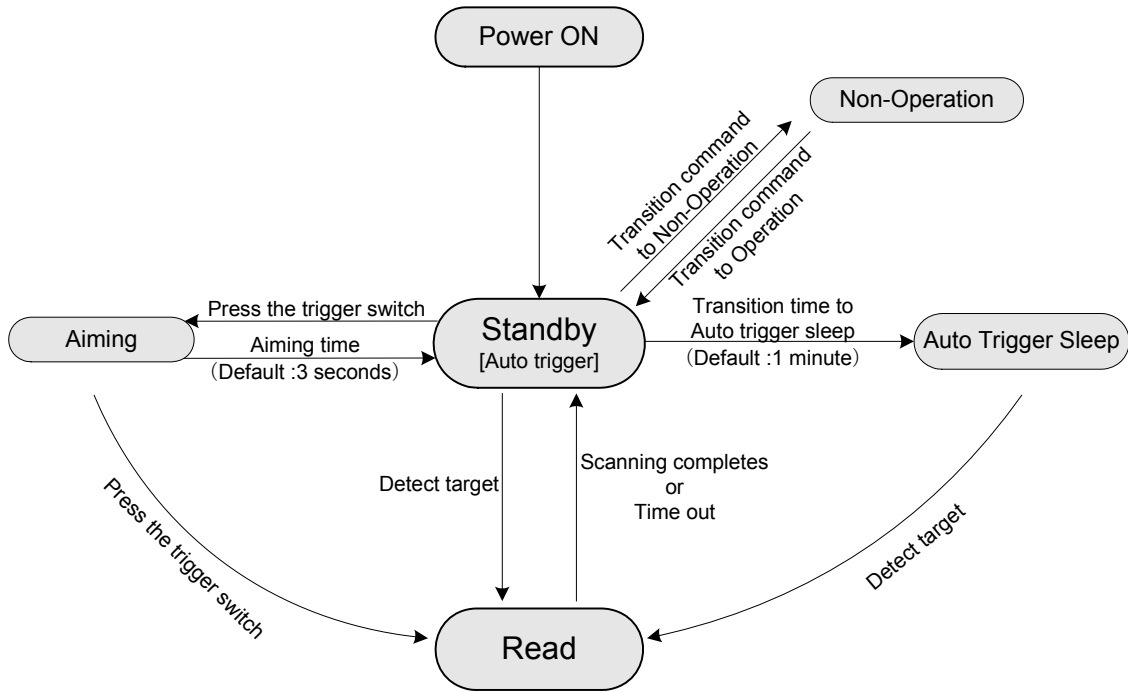 Power ON
Non-Operation
Transition command
to Non-Operation
Transition command
to Operation
Press the trigger switch
Aiming
Aiming time
（Default :3 seconds）
Standby
[Auto trigger]
Transition time to
Auto trigger sleep
（Default :1 minute）
Auto Trigger Sleep
Detect target
Scanning completes
or
Time out
Press the trigger switch
Detect target
Read